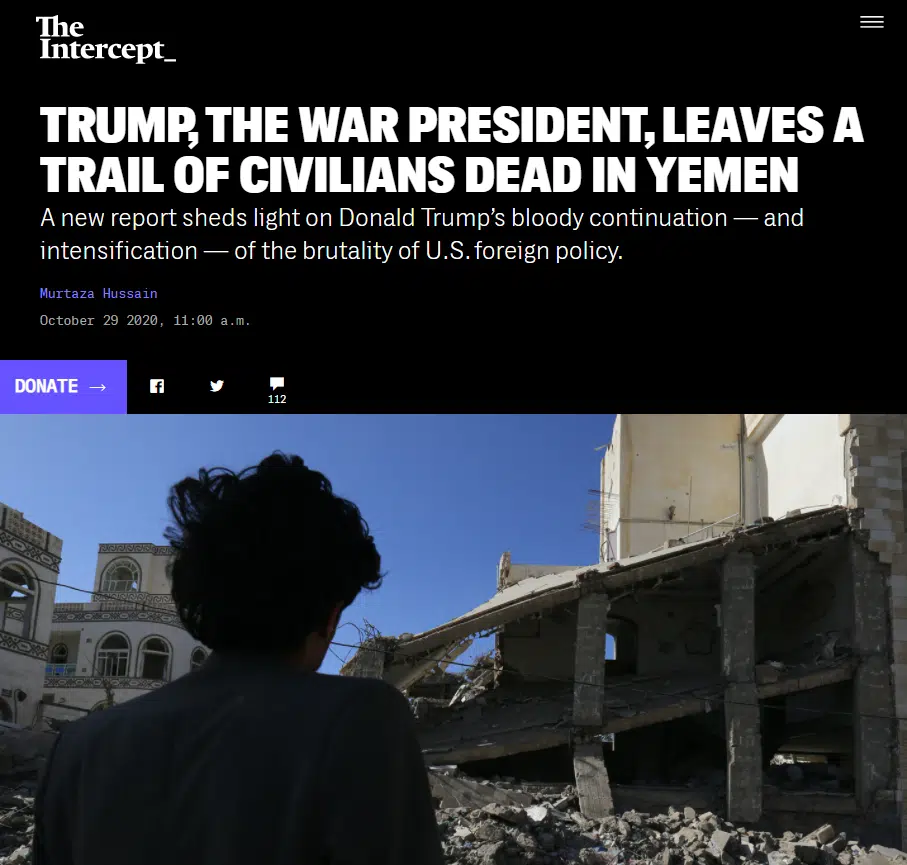 The
Intercept_
TRUMP, THE WAR PRESIDENT, LEAVES A
TRAIL OF CIVILIANS DEAD IN YEMEN
A new report sheds light on Donald Trump’s bloody continuation — and
intensification — of the brutality of U.S. foreign policy.
Murtaza Hussain
October 29 2020, 11:00 a.m.
DONATE →
112